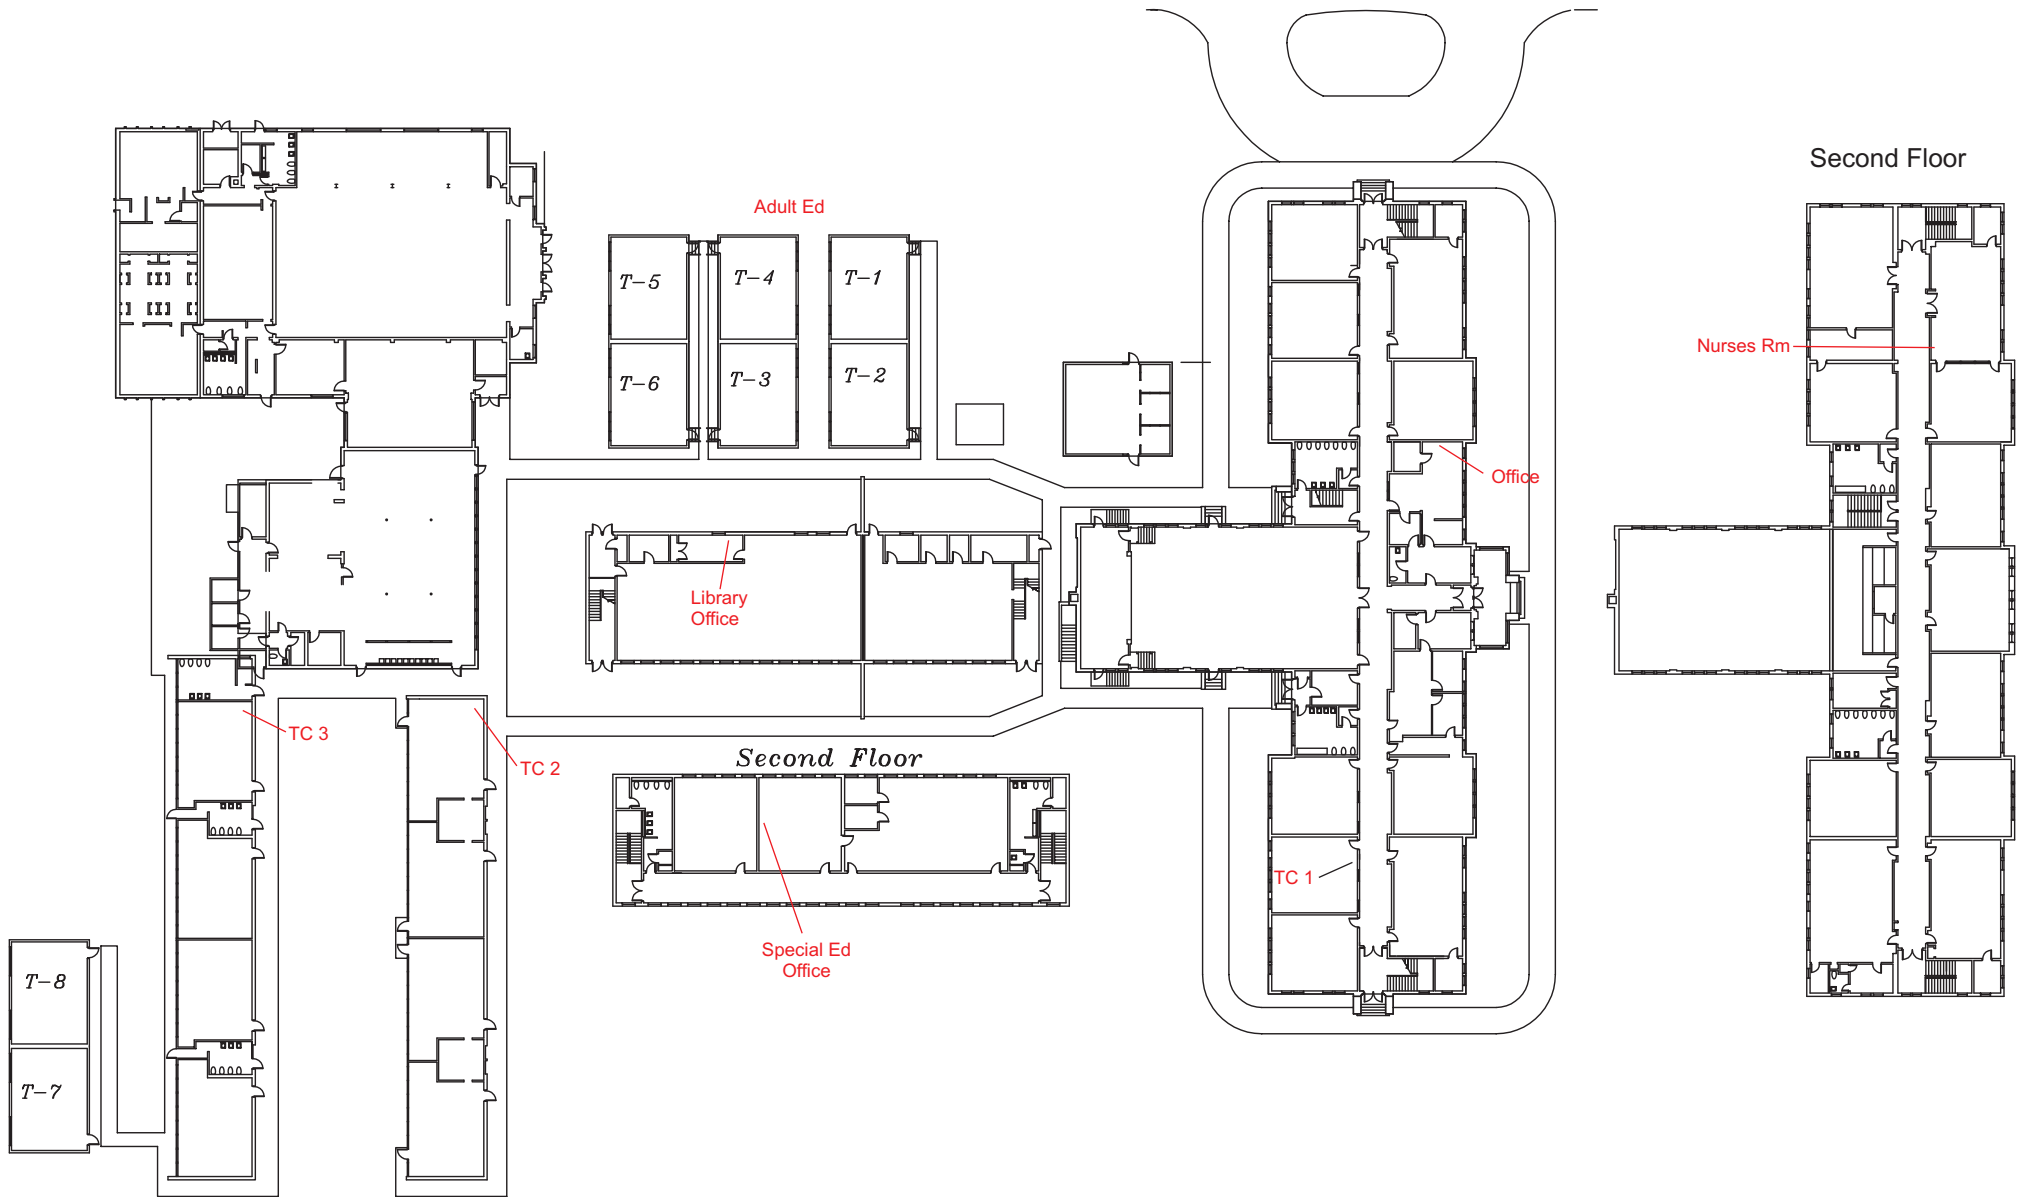 Second Floor
Adult Ed
T-5
T-4
T-1
T-6
T-3
T-2
Nurses Rm
Office
Library
Office
TC 3
TC 2
Second Floor
TC 1
Special Ed
Office
T-8
T-7